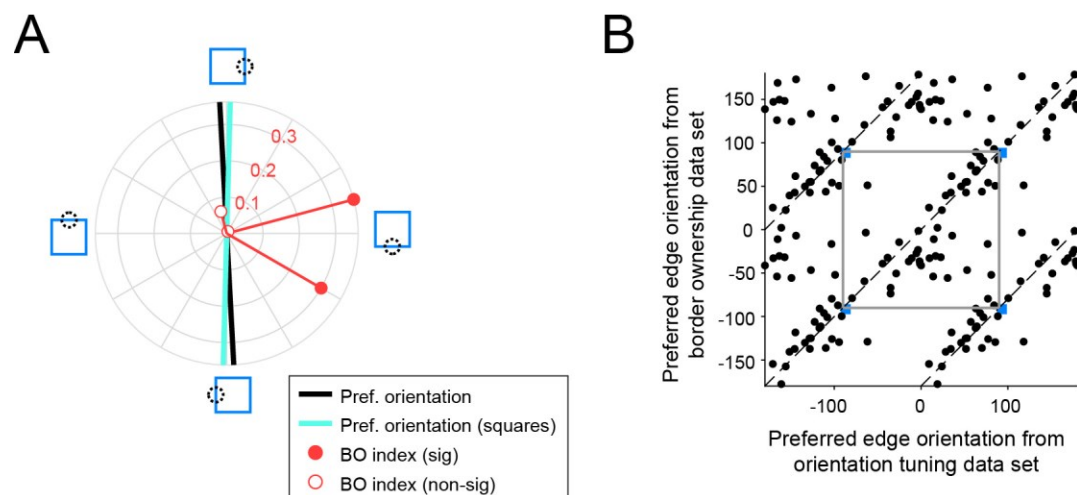 A
B
0.3
0.2
0.1
Pref. orientation
Pref. orientation (squares)
BO index (sig)
BO index (non-sig)
Preferred edge orientation from
border ownership data set
150
100
50
0
-50
-100
-150
-100
0
100
Preferred edge orientation from
orientation tuning data set